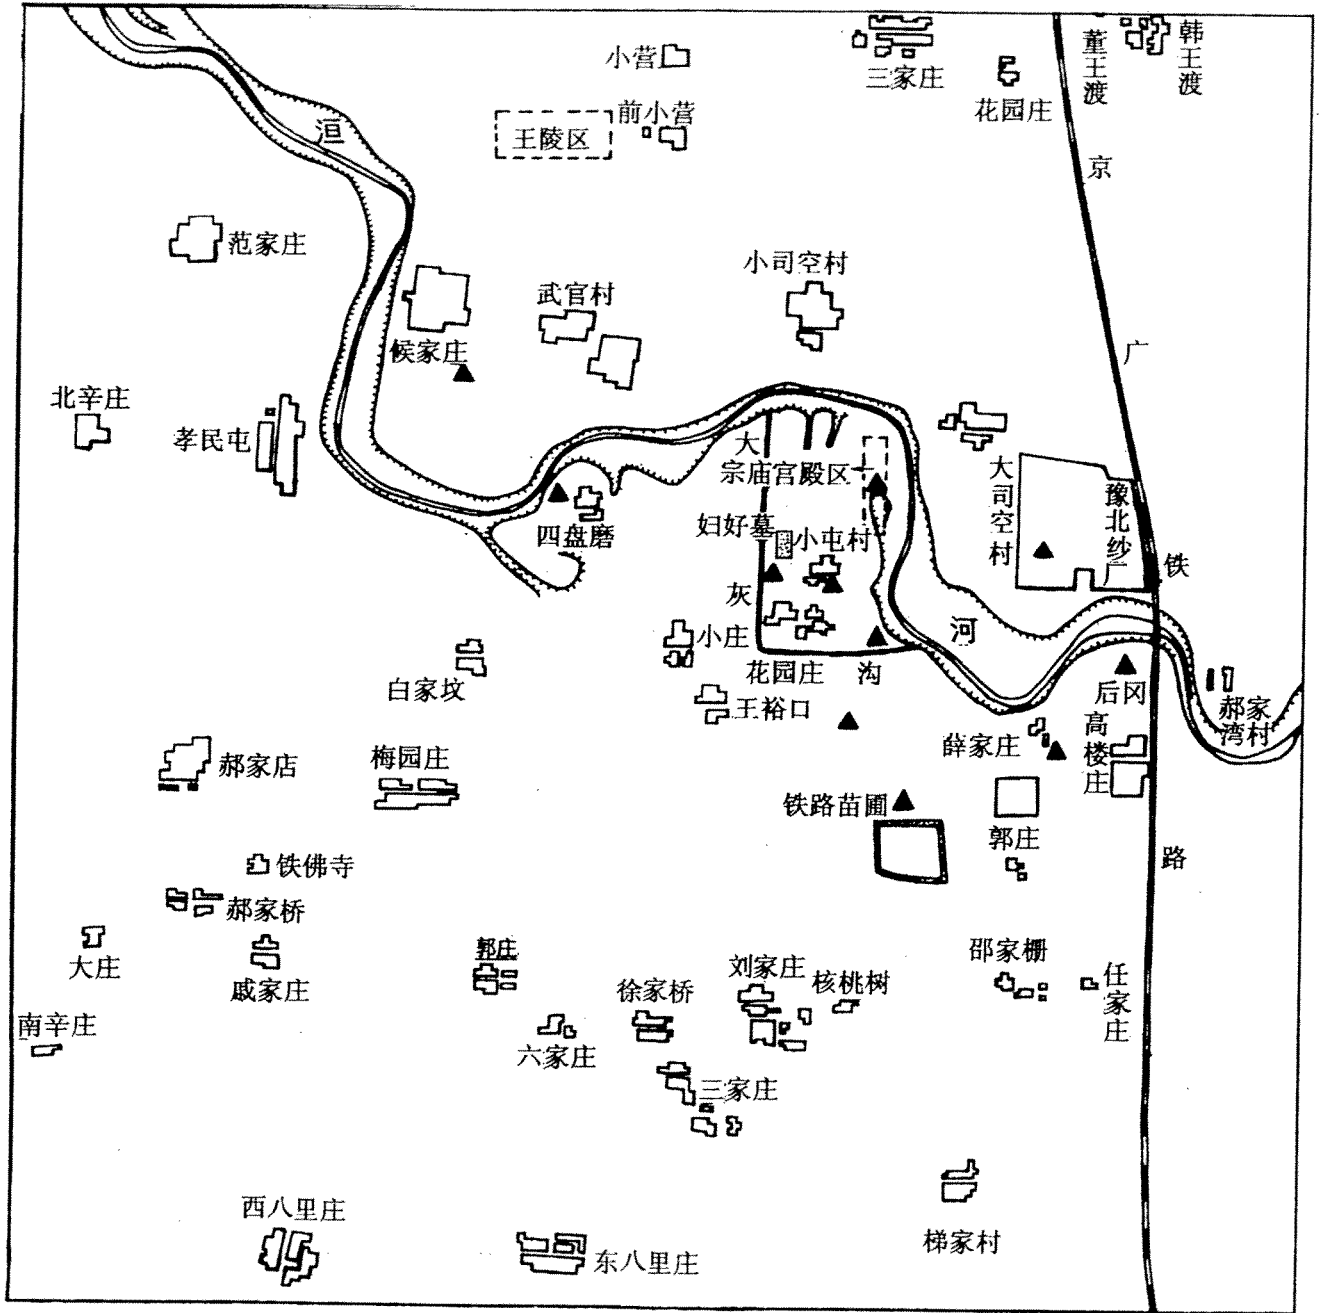 小营
三家庄
董王渡
韩王渡
花园庄
前小营
王陵区
洹
京
范家庄
小司空村
武官村
候家庄
广
北辛庄
孝民屯
大
宗庙宫殿区
大司空村
豫北纱厂
四盘磨
妇好墓
小屯村
铁
灰
小庄
河
花园庄
沟
白家坟
王裕口
后冈
郝家湾村
薛家庄
高楼庄
郝家店
梅园庄
铁路苗圃
郭庄
路
铁佛寺
郝家桥
大庄
戚家庄
郭庄
徐家桥
刘家庄
核桃树
邵家棚
任家庄
南辛庄
六家庄
三家庄
西八里庄
东八里庄
梯家村